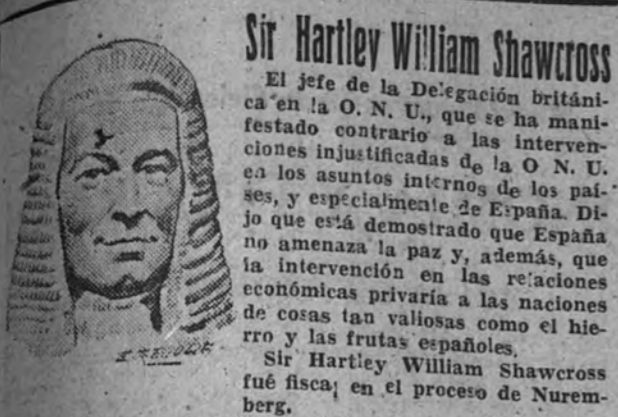 Sir Hartley William Shawcross
El jefe de la Delegación británi-
ca en la O. N. U., que se ha mani-
festado contrario a las interven-
ciones injustificadas de la O N. U.
en los asuntos internos de los paí-
ses, y especialmente de España. Di-
jo que está demostrado que España
no amenaza la paz y, además, que
la intervención en las relaciones
económicas privaría a las naciones
de cosas tan valiosas como el hie-
rro y las frutas españoles.
Sir Hartley William Shawcross
fué fiscal en el proceso de Nurem-
berg.